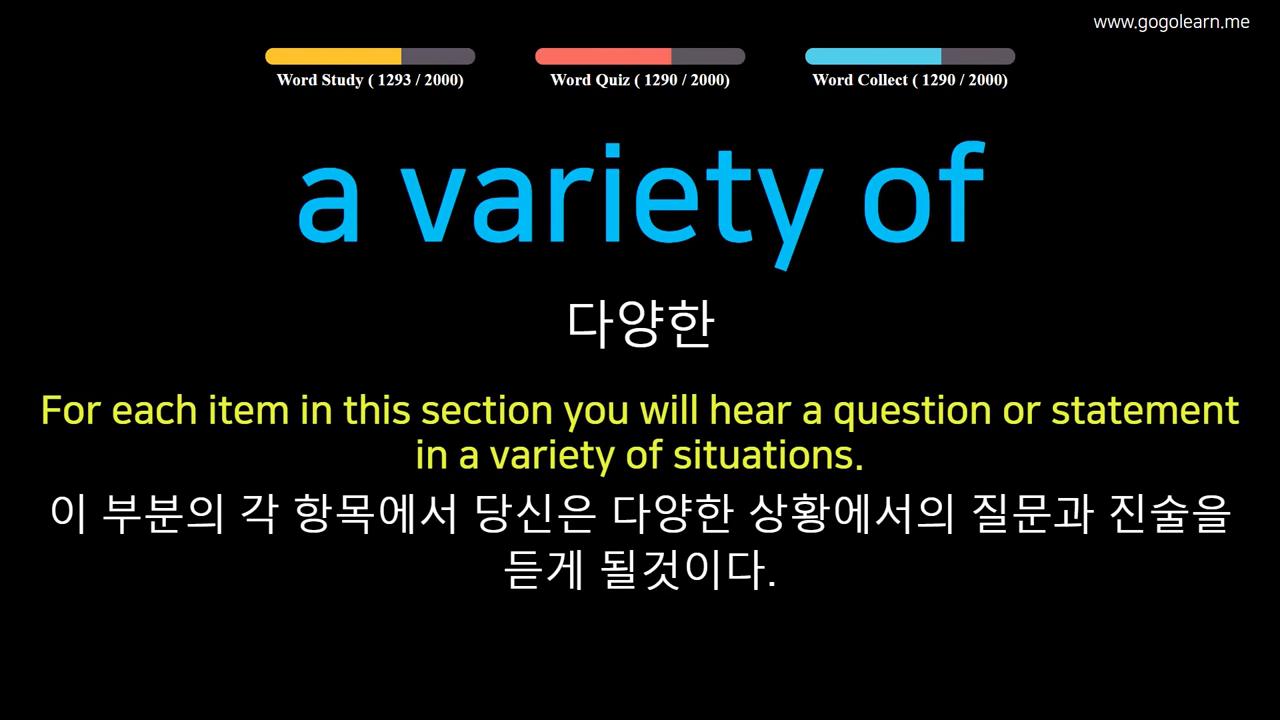 www.gogolearn.me
Word Study ( 1293 / 2000)
Word Quiz ( 1290 / 2000)
Word Collect ( 1290 / 2000)
a variety of
다양한
For each item in this section you will hear a question or statement
in a variety of situations.
이 부분의 각 항목에서 당신은 다양한 상황에서의 질문과 진술을
듣게 될것이다.